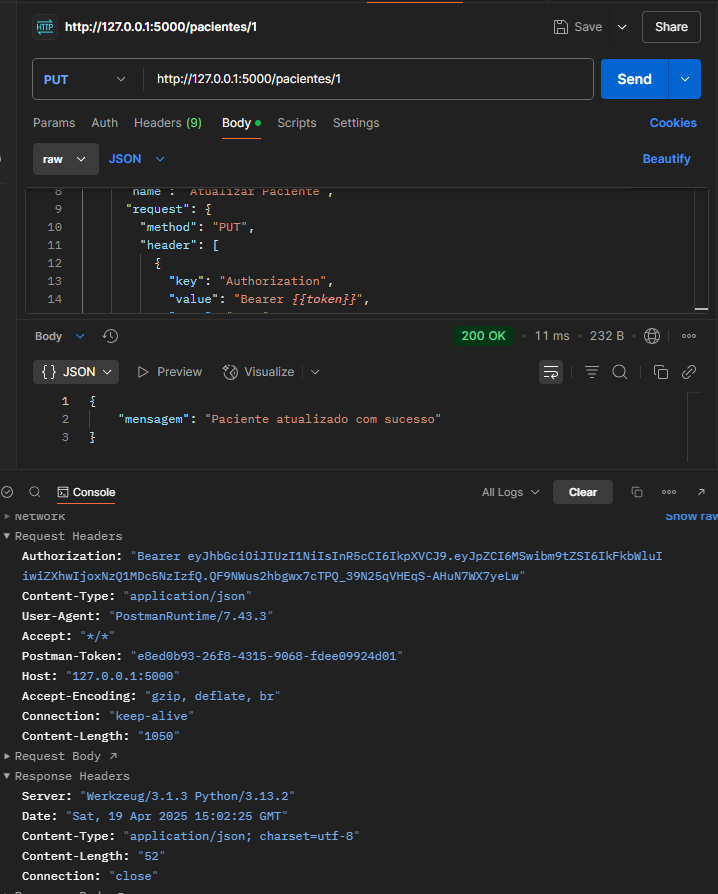 HTTP http://127.0.0.1:5000/pacientes/1 Save Share
PUT http://127.0.0.1:5000/pacientes/1 Send
Params Auth Headers (9) Body Scripts Settings Cookies
raw JSON Beautify
8 name : Atualizar Paciente ,
9 "request": {
10 "method": "PUT",
11 "header": [
12 {
13 "key": "Authorization",
14 "value": "Bearer {{token}}",
Body 200 OK 11 ms 232 B
{} JSON Preview Visualize
1 {
2 "mensagem": "Paciente atualizado com sucesso"
3 }
Console All Logs Clear
Network Show raw
Request Headers
Authorization: "Bearer eyJhbGciOiJIUzI1NiIsInR5cCI6IkpXVCJ9.eyJpZCI6MSwibm9tZSI6IkFkbWluI
iwiZXhwIjoxNzQ1MDc5NzIzfQ.QF9NWus2hbgwx7cTPQ_39N25qVHEqS-AHuN7WX7yeLw"
Content-Type: "application/json"
User-Agent: "PostmanRuntime/7.43.3"
Accept: "*/*"
Postman-Token: "e8ed0b93-26f8-4315-9068-fdee09924d01"
Host: "127.0.0.1:5000"
Accept-Encoding: "gzip, deflate, br"
Connection: "keep-alive"
Content-Length: "1050"
Request Body
Response Headers
Server: "Werkzeug/3.1.3 Python/3.13.2"
Date: "Sat, 19 Apr 2025 15:02:25 GMT"
Content-Type: "application/json; charset=utf-8"
Content-Length: "52"
Connection: "close"